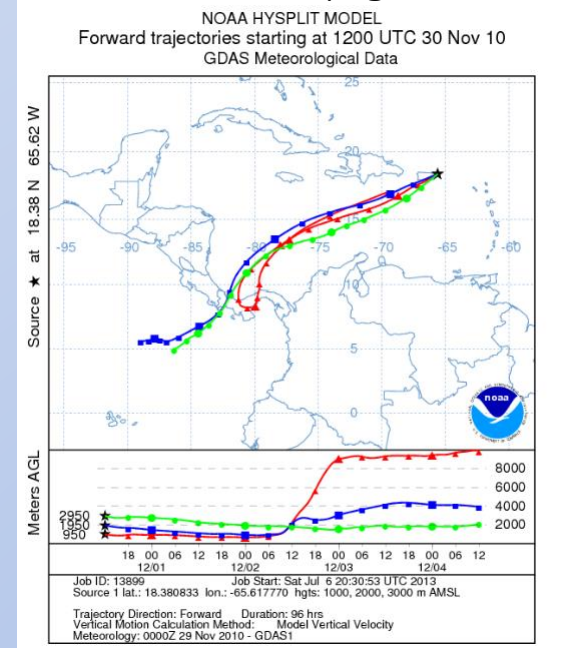 NOAA HYSPLIT MODEL
Forward trajectories starting at 1200 UTC 30 Nov 10
GDAS Meteorological Data
Source ★ at 18.38 N 65.62 W
25
20
15
-95 -90 -85 -80 -75 -70 -65 -60
10
5
0
noaa
Meters AGL
2950
1950
950
8000
6000
4000
2000
18 00 06 12 18 00 06 12 18 00 06 12 18 00 06 12
12/01 12/02 12/03 12/04
Job ID: 13899 Job Start: Sat Jul 6 20:30:53 UTC 2013
Source 1 lat.: 18.380833 lon.: -65.617770 hgts: 1000, 2000, 3000 m AMSL
Trajectory Direction: Forward Duration: 96 hrs
Vertical Motion Calculation Method: Model Vertical Velocity
Meteorology: 0000Z 29 Nov 2010 - GDAS1